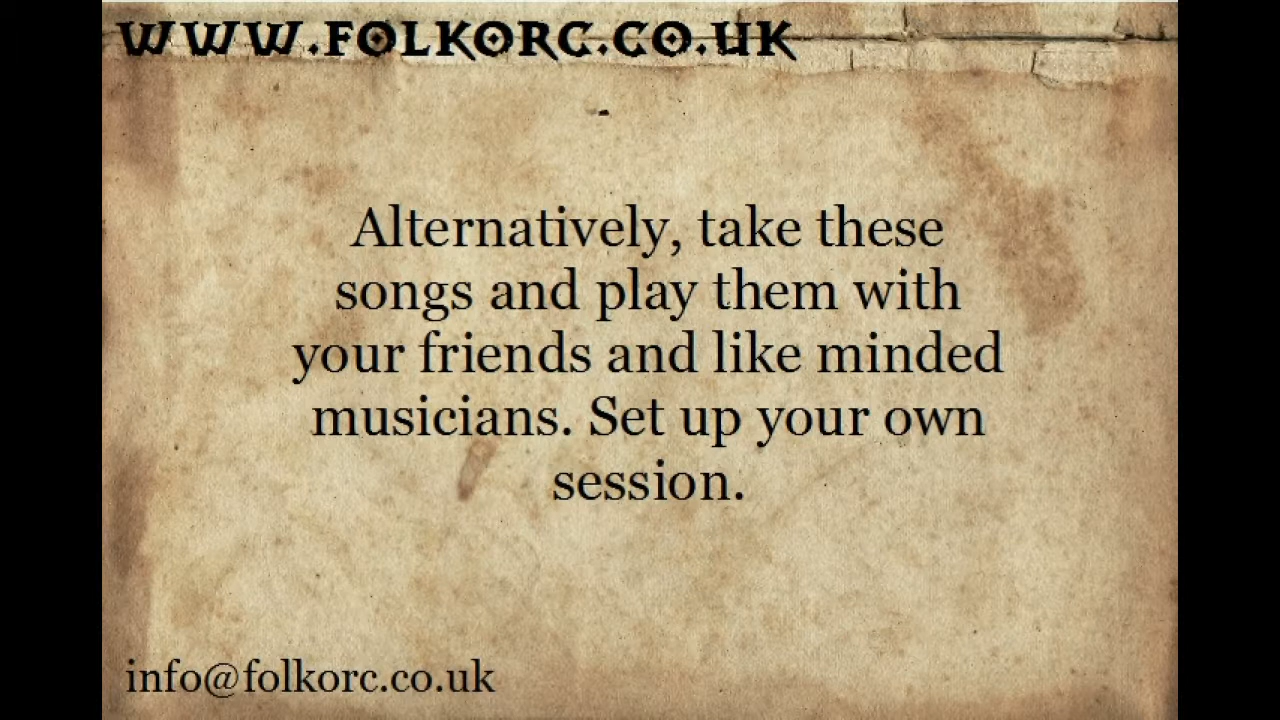 WWW.FOLKORC.CO.UK
Alternatively, take these
songs and play them with
your friends and like minded
musicians. Set up your own
session.
info@folkorc.co.uk